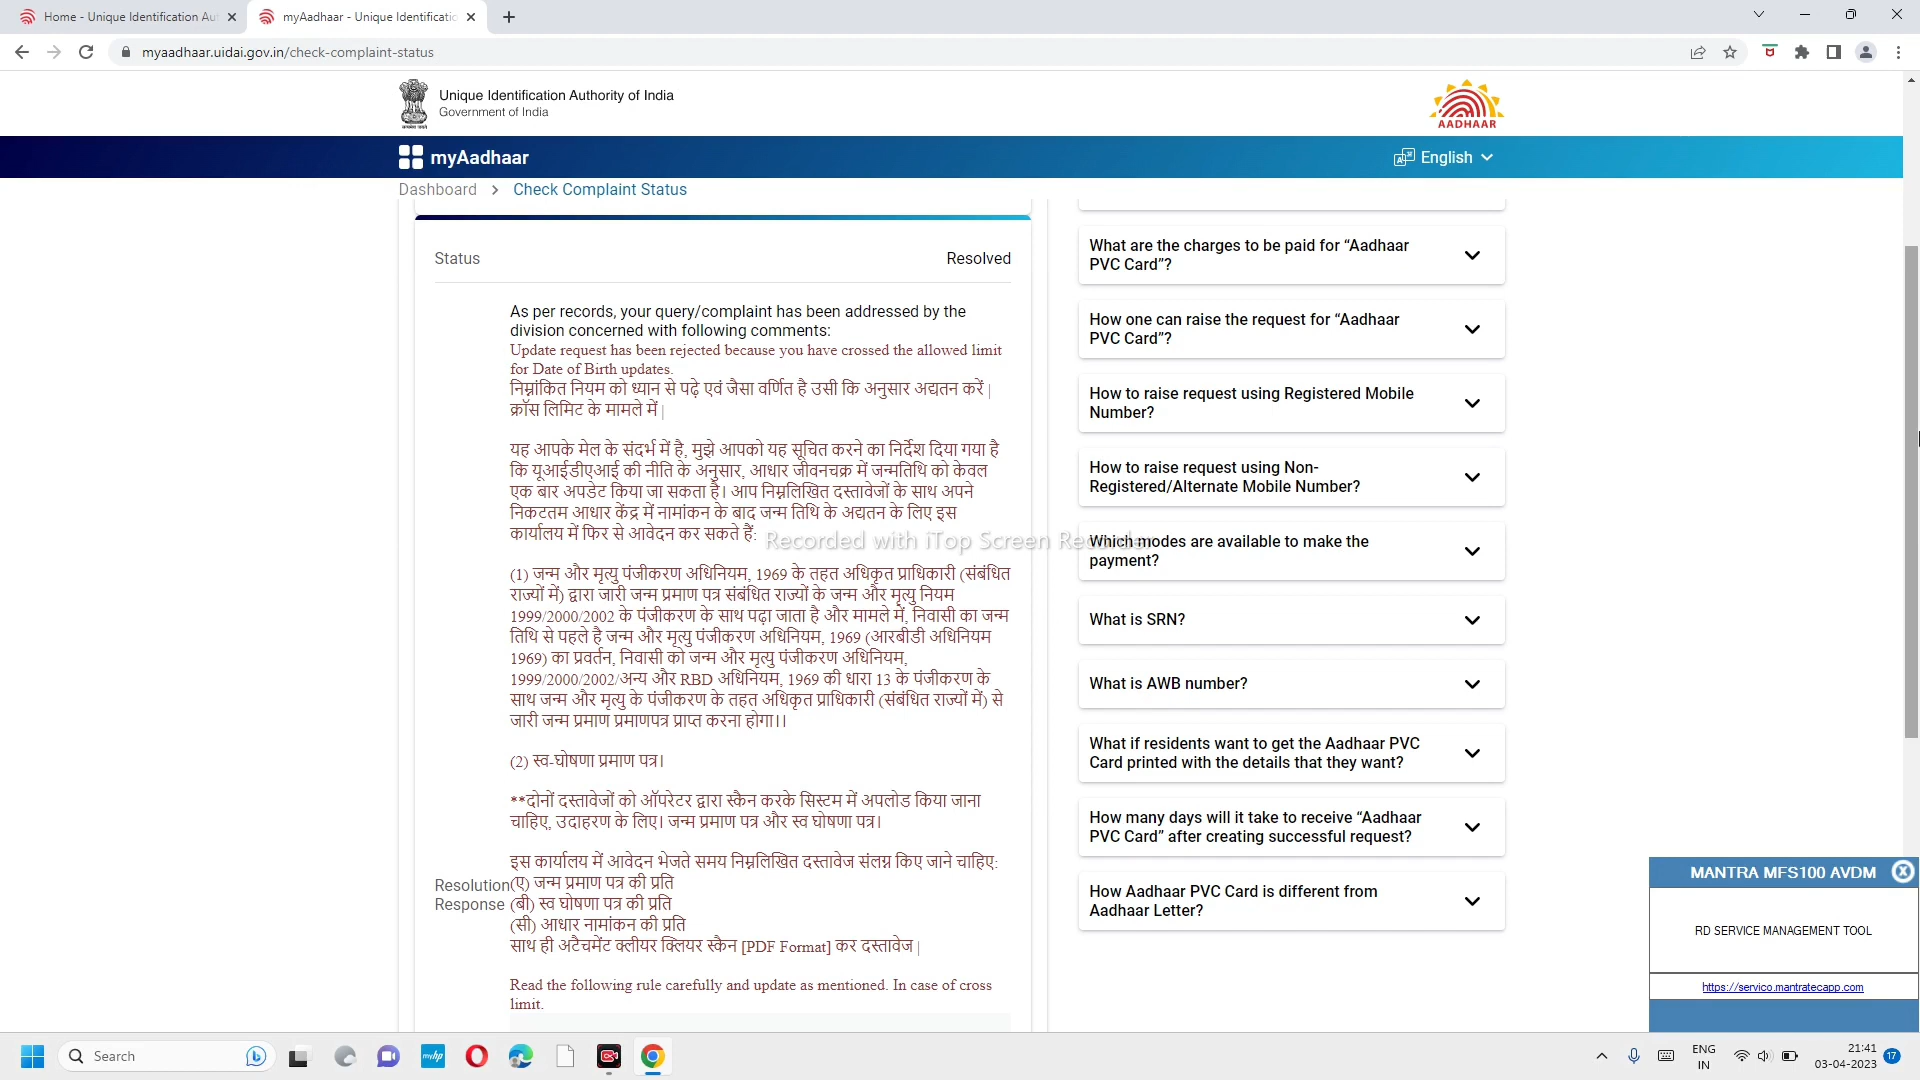 Home - Unique Identification Au
myAadhaar - Unique Identificatio
myaadhaar.uidai.gov.in/check-complaint-status
Unique Identification Authority of India
Government of India
AADHAAR
myAadhaar
English
Dashboard > Check Complaint Status
Status
Resolved
As per records, your query/complaint has been addressed by the
division concerned with following comments:
Update request has been rejected because you have crossed the allowed limit
for Date of Birth updates.
निम्नांकित नियम को ध्यान से पढ़े एवं जैसा वर्णित है उसी कि अनुसार अद्यतन करें |
क्रॉस लिमिट के मामले में |
यह आपके मेल के संदर्भ में है, मुझे आपको यह सूचित करने का निर्देश दिया गया है
कि यूआईडीएआई की नीति के अनुसार, आधार जीवनचक्र में जन्मतिथि को केवल
एक बार अपडेट किया जा सकता है। आप निम्नलिखित दस्तावेजों के साथ अपने
निकटतम आधार केंद्र में नामांकन के बाद जन्म तिथि के अद्यतन के लिए इस
कार्यालय में फिर से आवेदन कर सकते हैं:
(1) जन्म और मृत्यु पंजीकरण अधिनियम, 1969 के तहत अधिकृत प्राधिकारी (संबंधित
राज्यों में) द्वारा जारी जन्म प्रमाण पत्र संबंधित राज्यों के जन्म और मृत्यु नियम
1999/2000/2002 के पंजीकरण के साथ पढ़ा जाता है और मामले में, निवासी का जन्म
तिथि से पहले है जन्म और मृत्यु पंजीकरण अधिनियम, 1969 (आरबीडी अधिनियम
1969) का प्रवर्तन, निवासी को जन्म और मृत्यु पंजीकरण अधिनियम,
1999/2000/2002/अन्य और RBD अधिनियम, 1969 की धारा 13 के पंजीकरण के
साथ जन्म और मृत्यु के पंजीकरण के तहत अधिकृत प्राधिकारी (संबंधित राज्यों में) से
जारी जन्म प्रमाण प्रमाणपत्र प्राप्त करना होगा।।
(2) स्व-घोषणा प्रमाण पत्र।
**दोनों दस्तावेजों को ऑपरेटर द्वारा स्कैन करके सिस्टम में अपलोड किया जाना
चाहिए, उदाहरण के लिए। जन्म प्रमाण पत्र और स्व घोषणा पत्र।
इस कार्यालय में आवेदन भेजते समय निम्नलिखित दस्तावेज संलग्न किए जाने चाहिए:
Resolution
Response
(ए) जन्म प्रमाण पत्र की प्रति
(बी) स्व घोषणा पत्र की प्रति
(सी) आधार नामांकन की प्रति
साथ ही अटैचमेंट क्लीयर क्लियर स्कैन [PDF Format] कर दस्तावेज |
Read the following rule carefully and update as mentioned. In case of cross
limit.
Recorded with iTop Screen Recorder
What are the charges to be paid for “Aadhaar
PVC Card”?
How one can raise the request for “Aadhaar
PVC Card”?
How to raise request using Registered Mobile
Number?
How to raise request using Non-
Registered/Alternate Mobile Number?
Which modes are available to make the
payment?
What is SRN?
What is AWB number?
What if residents want to get the Aadhaar PVC
Card printed with the details that they want?
How many days will it take to receive “Aadhaar
PVC Card” after creating successful request?
How Aadhaar PVC Card is different from
Aadhaar Letter?
MANTRA MFS100 AVDM
RD SERVICE MANAGEMENT TOOL
https://servico.mantratecapp.com
Search
myhp
ENG
IN
21:41
03-04-2023
17